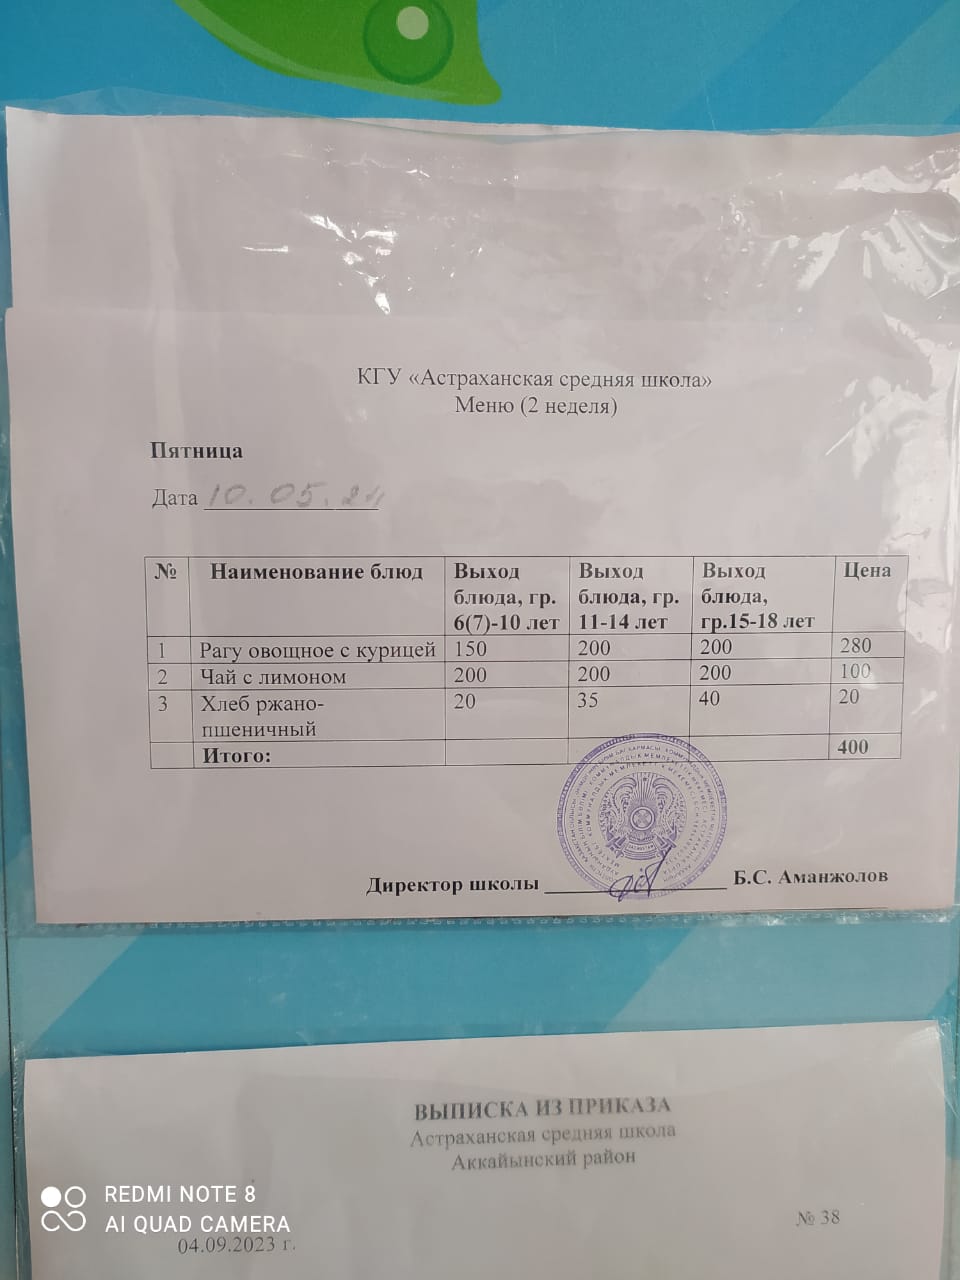 КГУ «Астраханская средняя школа»
Меню (2 неделя)
Пятница
Дата 10.05.24
№ Наименование блюд Выход блюда, гр. 6(7)-10 лет Выход блюда, гр. 11-14 лет Выход блюда, гр.15-18 лет Цена
1 Рагу овощное с курицей 150 200 200 280
2 Чай с лимоном 200 200 200 100
3 Хлеб ржано-пшеничный 20 35 40 20
Итого: 400
Директор школы Б.С. Аманжолов
ВЫПИСКА ИЗ ПРИКАЗА
Астраханская средняя школа
Аккайынский район
№ 38
REDMI NOTE 8
AI QUAD CAMERA
04.09.2023 г.